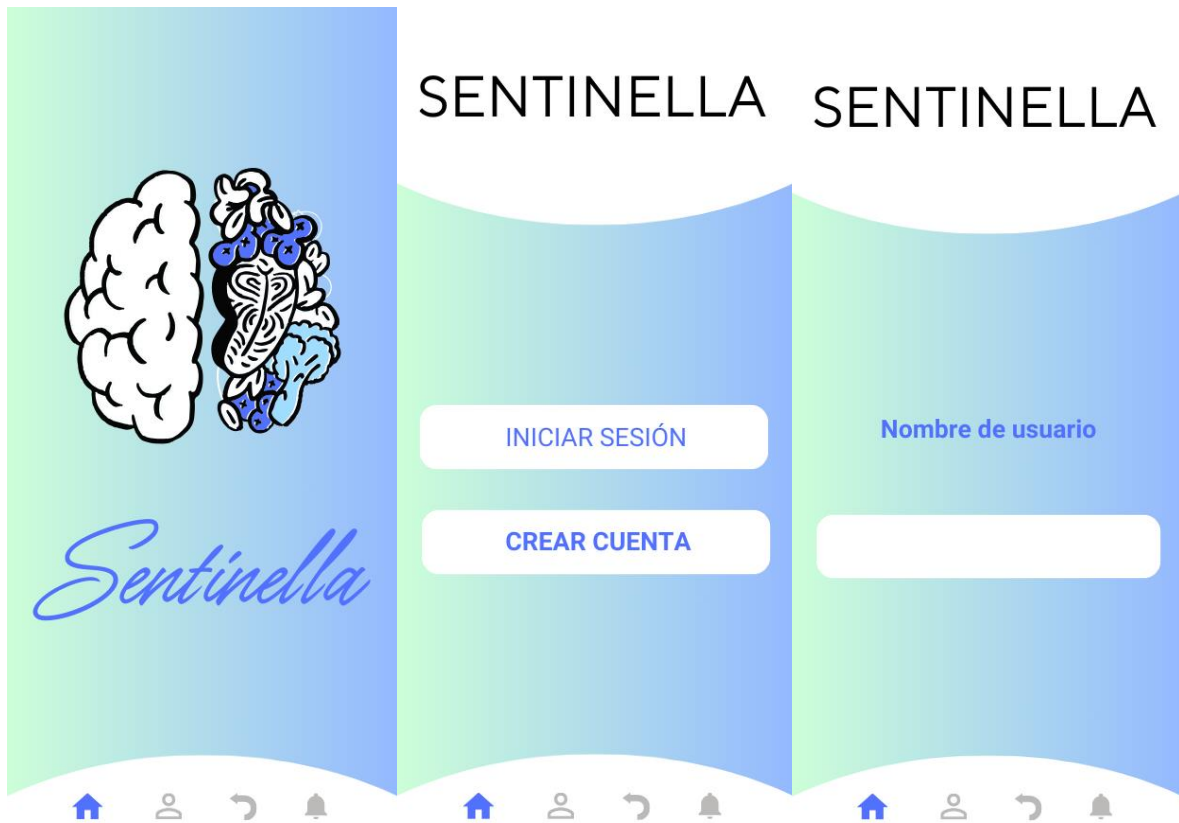 Sentinella
SENTINELLA
INICIAR SESIÓN
CREAR CUENTA
SENTINELLA
Nombre de usuario